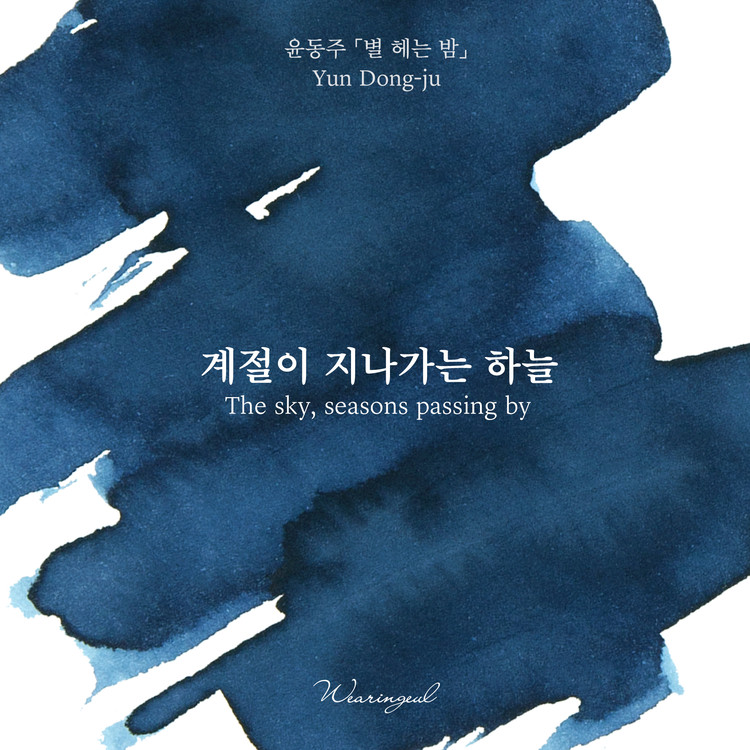 윤동주 「별 헤는 밤」
Yun Dong-ju
계절이 지나가는 하늘
The sky, seasons passing by
Wearingeul